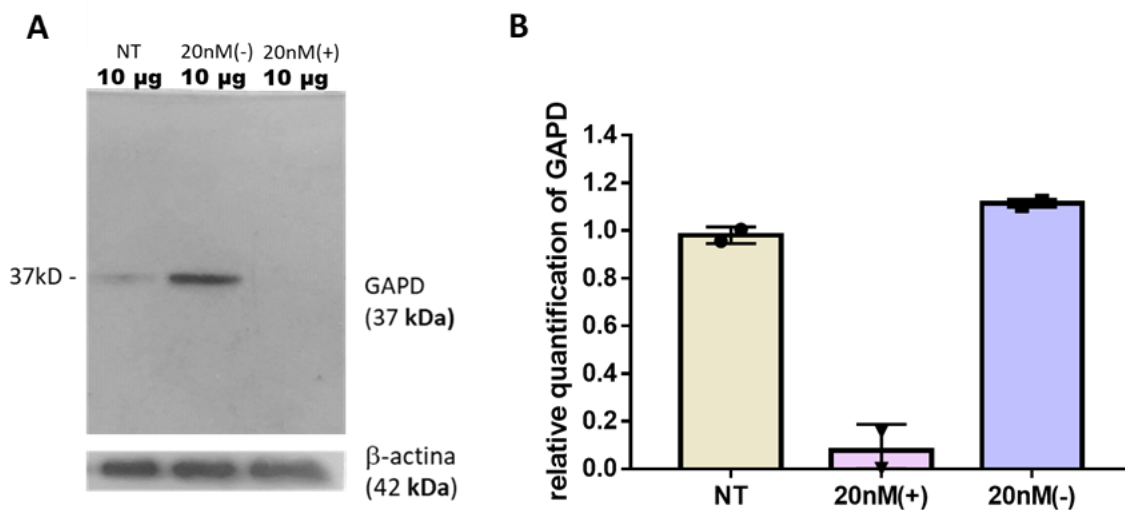 A
NT 20nM(-) 20nM(+)
10 µg 10 µg 10 µg
37kD -
GAPD
(37 kDa)
β-actina
(42 kDa)
B
relative quantification of GAPD
1.4
1.2
1.0
0.8
0.6
0.4
0.2
0.0
NT 20nM(+) 20nM(-)